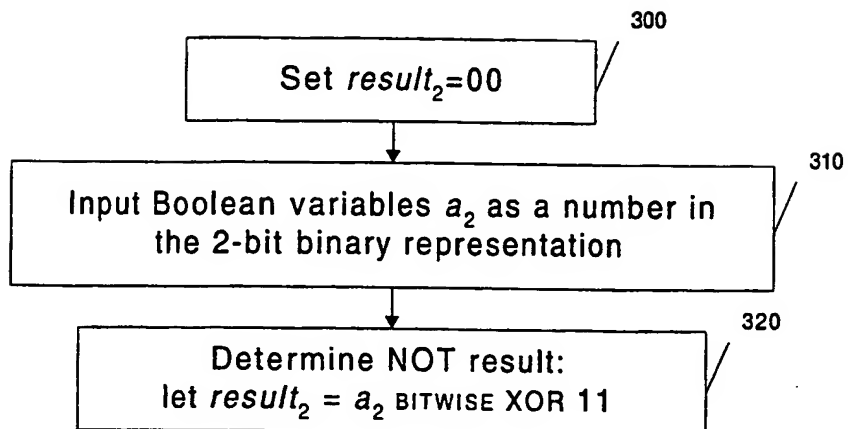 300
Set result₂=00
310
Input Boolean variables a₂ as a number in
the 2-bit binary representation
320
Determine NOT result:
let result₂ = a₂ BITWISE XOR 11